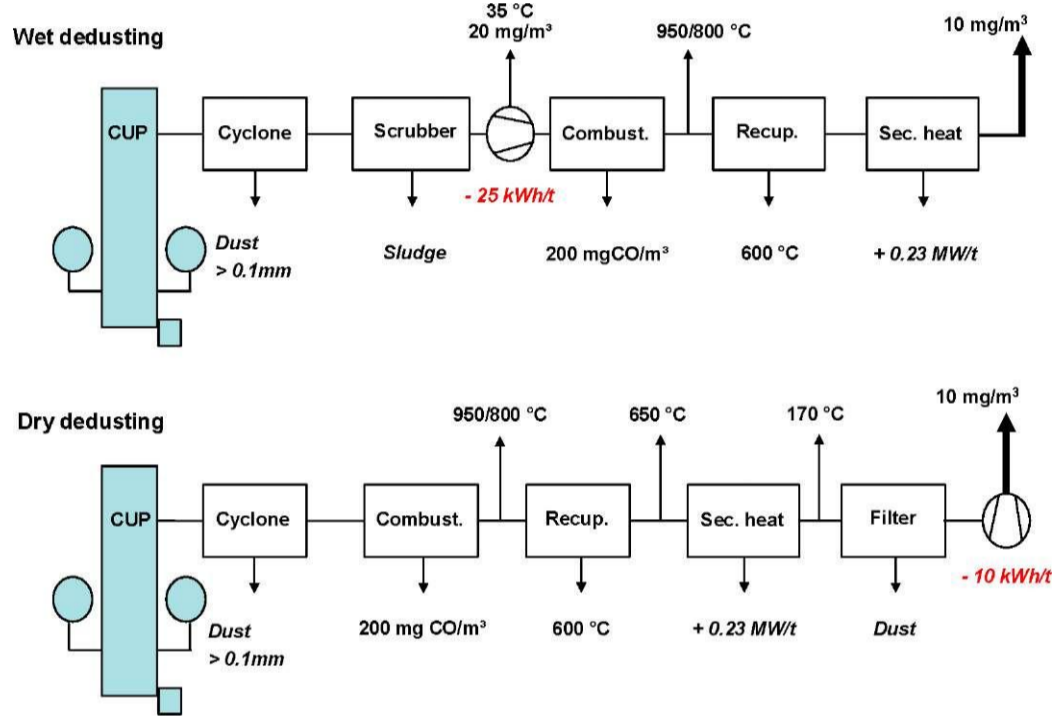 Wet dedusting
35 °C
20 mg/m³
950/800 °C
10 mg/m³
CUP
Cyclone
Scrubber
Combust.
Recup.
Sec. heat
- 25 kWh/t
Dust
> 0.1mm
Sludge
200 mgCO/m³
600 °C
+ 0.23 MW/t
Dry dedusting
950/800 °C
650 °C
170 °C
10 mg/m³
CUP
Cyclone
Combust.
Recup.
Sec. heat
Filter
- 10 kWh/t
Dust
> 0.1mm
200 mg CO/m³
600 °C
+ 0.23 MW/t
Dust